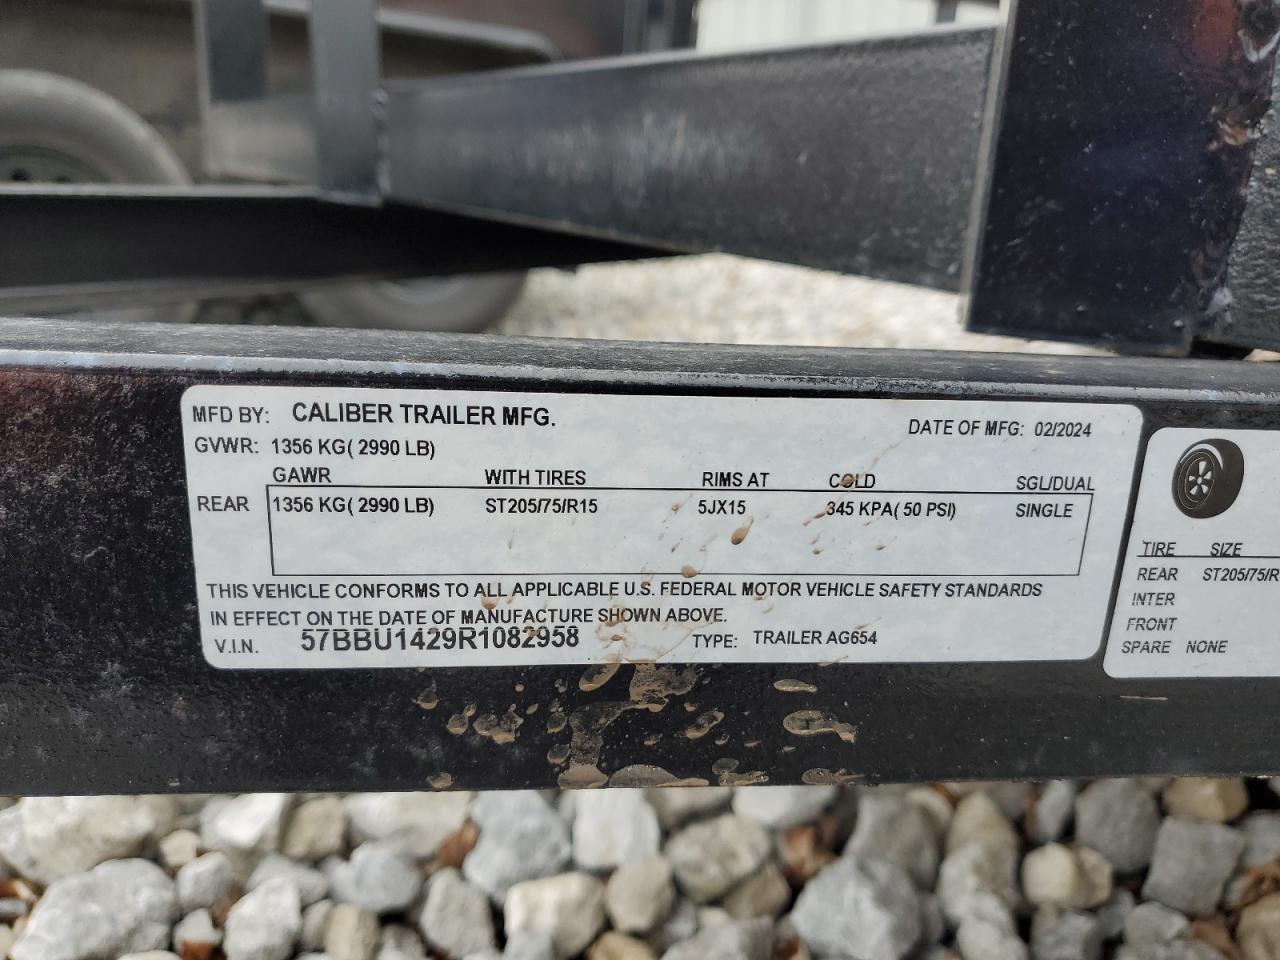 MFD BY: CALIBER TRAILER MFG. DATE OF MFG: 02/2024
GVWR: 1356 KG( 2990 LB)
GAWR WITH TIRES RIMS AT COLD SGL/DUAL
REAR 1356 KG( 2990 LB) ST205/75/R15 5JX15 345 KPA( 50 PSI) SINGLE
THIS VEHICLE CONFORMS TO ALL APPLICABLE U.S. FEDERAL MOTOR VEHICLE SAFETY STANDARDS
IN EFFECT ON THE DATE OF MANUFACTURE SHOWN ABOVE.
V.I.N. 57BBU1429R1082958 TYPE: TRAILER AG654
TIRE SIZE
REAR ST205/75/R
INTER
FRONT
SPARE NONE